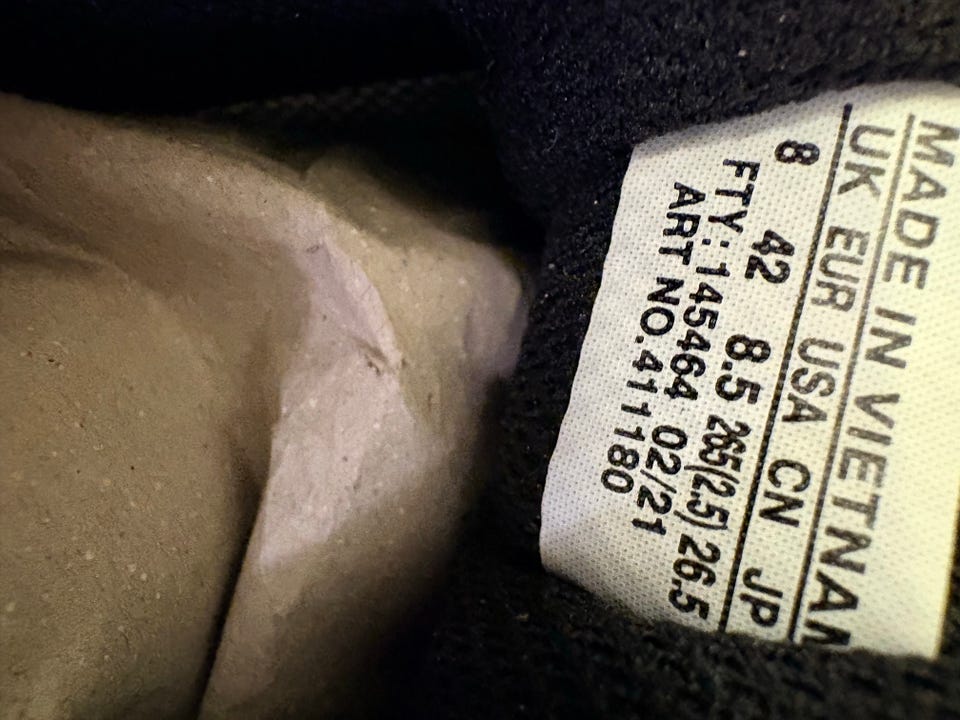 MADE IN VIETNAM
UK EUR USA CN JP
8 42 8.5 265(2.5) 26.5
FTY: 145464 02/21
ART NO.411180